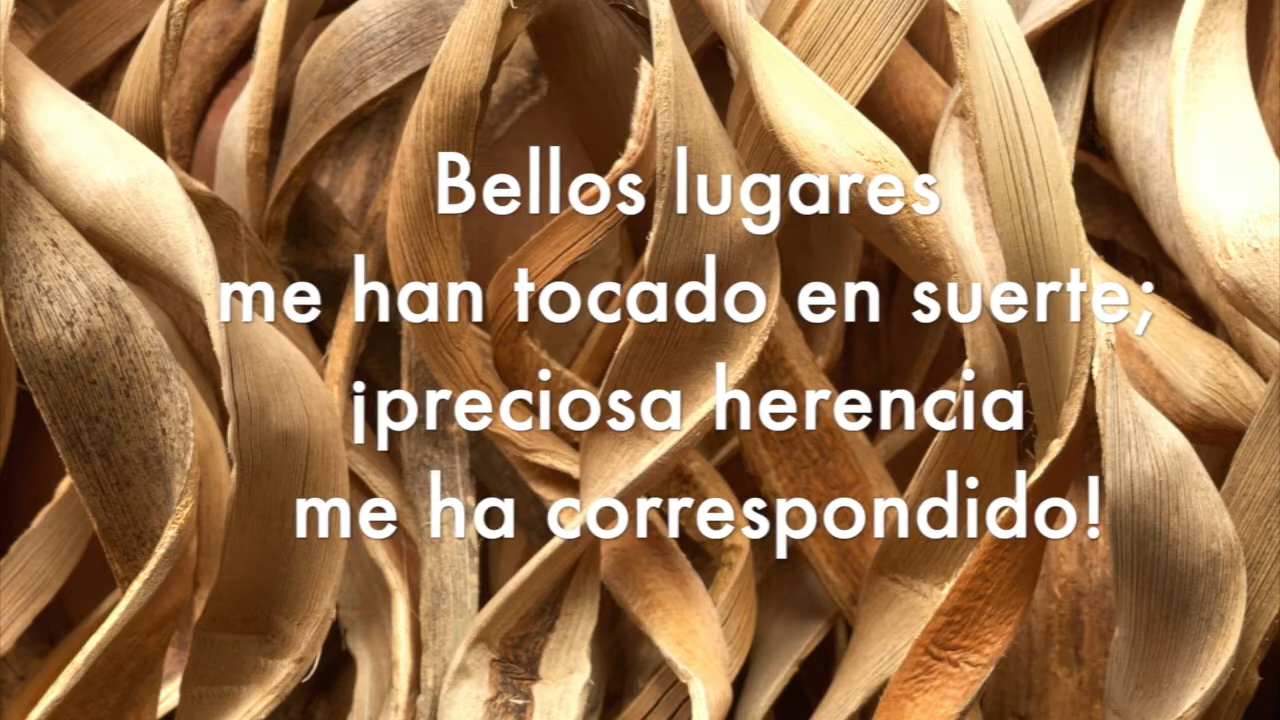 Bellos lugares
me han tocado en suerte;
¡preciosa herencia
me ha correspondido!